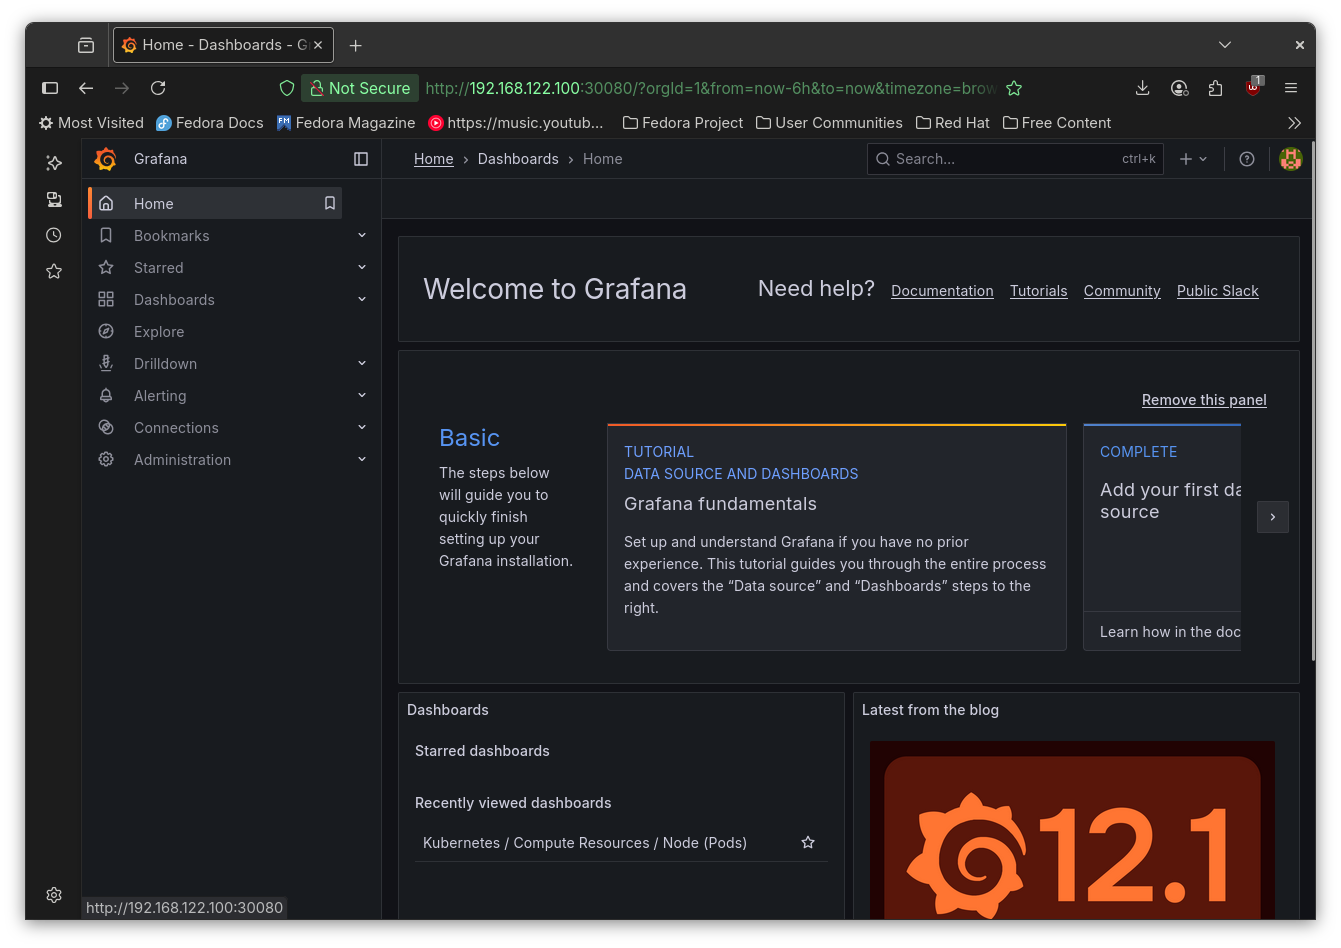 Home - Dashboards - G
Not Secure
http://192.168.122.100:30080/?orgId=1&from=now-6h&to=now&timezone=brow
1
Most Visited
Fedora Docs
Fedora Magazine
https://music.youtub...
Fedora Project
User Communities
Red Hat
Free Content
Grafana
Home › Dashboards › Home
Search...
ctrl+k
Home
Bookmarks
Starred
Dashboards
Explore
Drilldown
Alerting
Connections
Administration
Welcome to Grafana
Need help?
Documentation
Tutorials
Community
Public Slack
Remove this panel
Basic
The steps below
will guide you to
quickly finish
setting up your
Grafana installation.
TUTORIAL
DATA SOURCE AND DASHBOARDS
Grafana fundamentals
Set up and understand Grafana if you have no prior
experience. This tutorial guides you through the entire process
and covers the “Data source” and “Dashboards” steps to the
right.
COMPLETE
Add your first da
source
Learn how in the doc
Dashboards
Starred dashboards
Recently viewed dashboards
Kubernetes / Compute Resources / Node (Pods)
Latest from the blog
12.1
http://192.168.122.100:30080